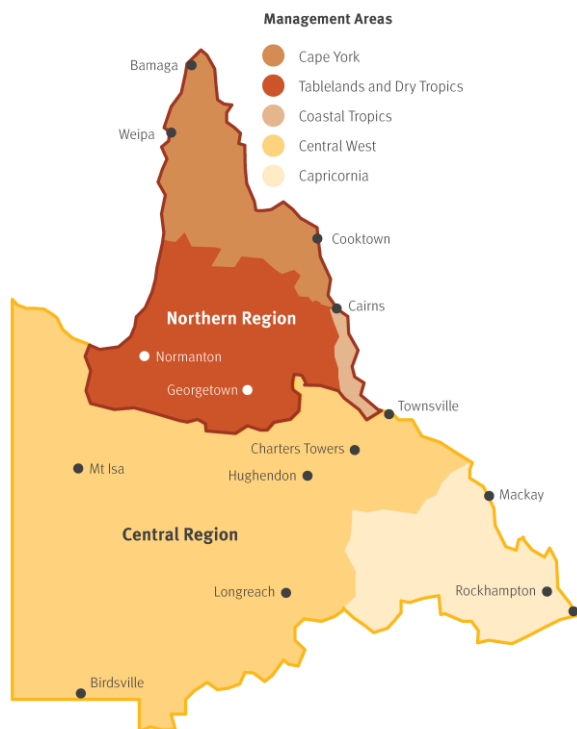 Management Areas
Cape York
Tablelands and Dry Tropics
Coastal Tropics
Central West
Capricornia
Bamaga
Weipa
Cooktown
Cairns
Northern Region
Normanton
Georgetown
Townsville
Charters Towers
Mt Isa
Hughendon
Mackay
Central Region
Longreach
Rockhampton
Birdsville